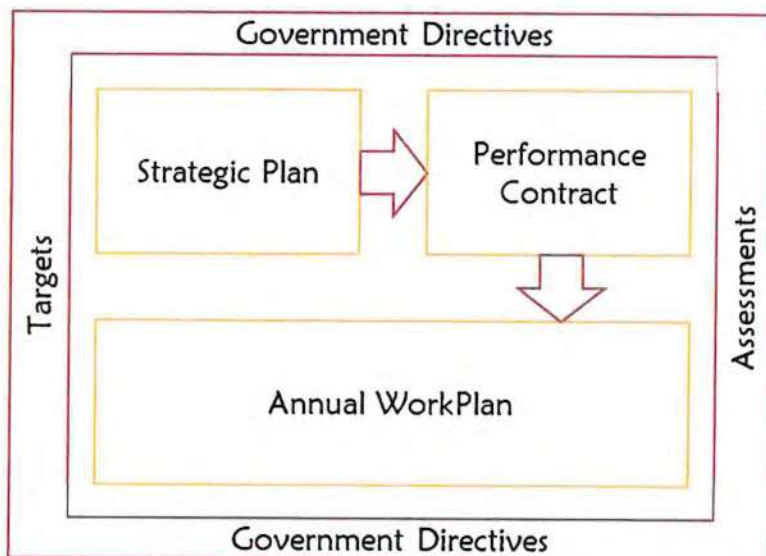 Government Directives
Strategic Plan
Performance
Contract
Targets
Assessments
Annual WorkPlan
Government Directives